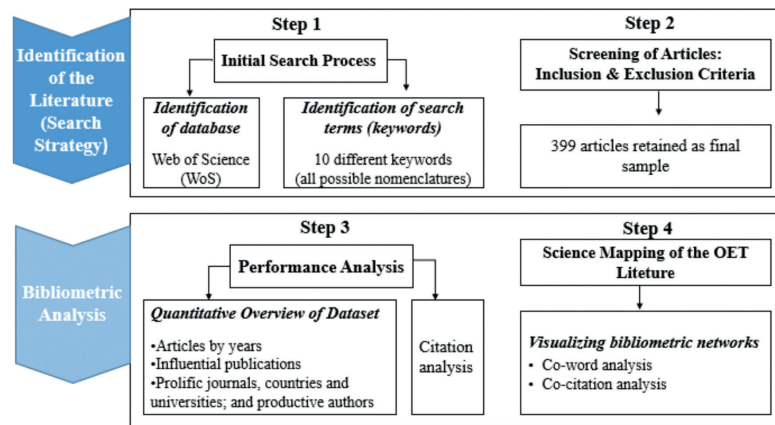 Identification
of the
Literature
(Search
Strategy)
Step 1
Initial Search Process
Identification
of database
Web of Science
(WoS)
Identification of search
terms (keywords)
10 different keywords
(all possible nomenclatures)
Step 2
Screening of Articles:
Inclusion & Exclusion Criteria
399 articles retained as final
sample
Bibliometric
Analysis
Step 3
Performance Analysis
Quantitative Overview of Dataset
•Articles by years
•Influential publications
•Prolific journals, countries and
universities; and productive authors
Citation
analysis
Step 4
Science Mapping of the OET
Liteture
Visualizing bibliometric networks
• Co-word analysis
• Co-citation analysis